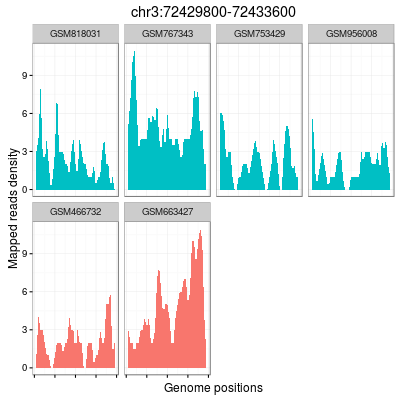 chr3:72429800-72433600
GSM818031 GSM767343 GSM753429 GSM956008
9
6
3
0
Mapped reads density
GSM466732 GSM663427
9
6
3
0
Genome positions